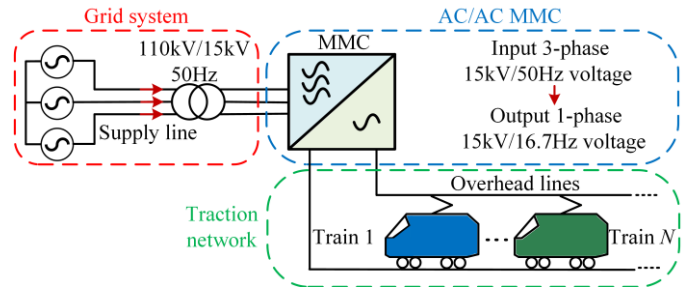 Grid system
AC/AC MMC
110kV/15kV
50Hz
Supply line
MMC
Input 3-phase
15kV/50Hz voltage
Output 1-phase
15kV/16.7Hz voltage
Traction
network
Overhead lines
Train 1
Train N